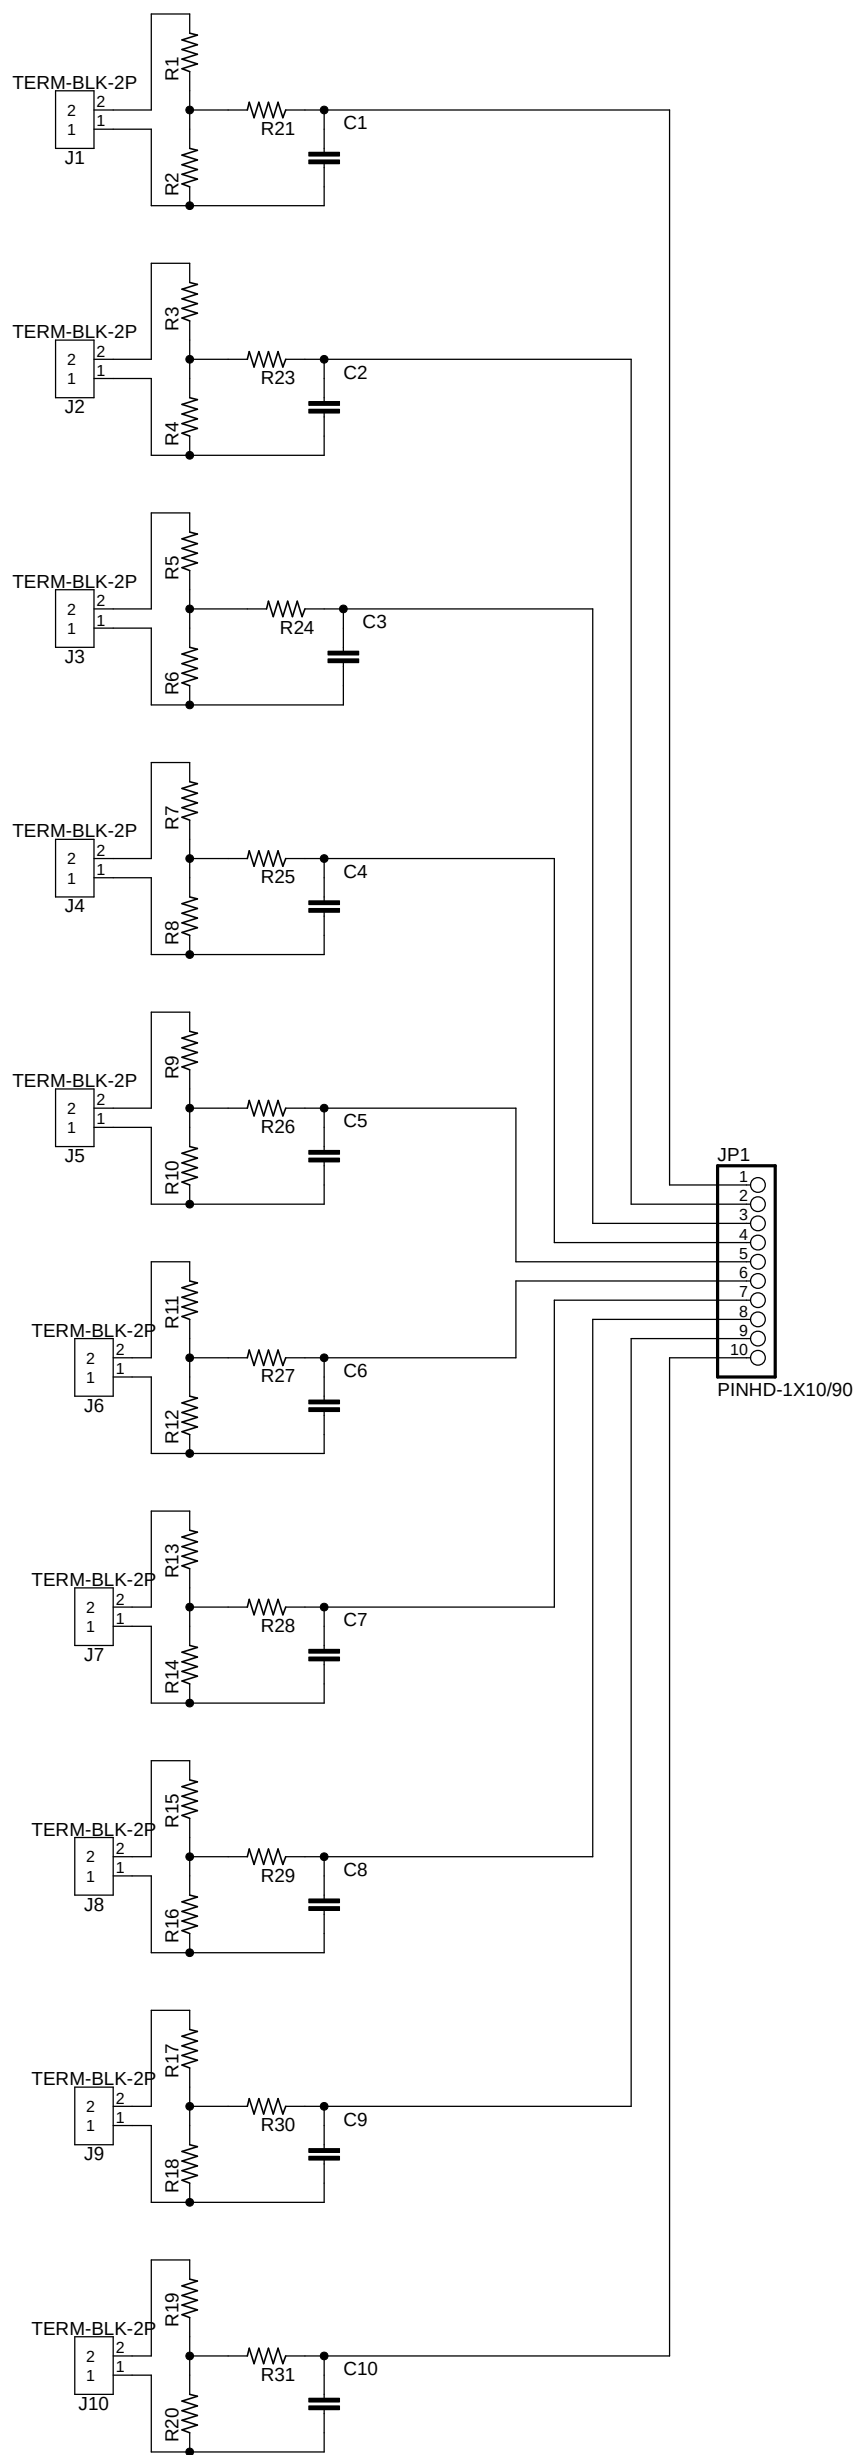 R1
TERM-BLK-2P
2 2
1 1
J1
R21
C1
R2
R3
TERM-BLK-2P
2 2
1 1
J2
R23
C2
R4
R5
TERM-BLK-2P
2 2
1 1
J3
R24
C3
R6
R7
TERM-BLK-2P
2 2
1 1
J4
R25
C4
R8
R9
TERM-BLK-2P
2 2
1 1
J5
R26
C5
R10
JP1
1
2
3
4
5
6
7
8
9
10
PINHD-1X10/90
R11
TERM-BLK-2P
2 2
1 1
J6
R27
C6
R12
R13
TERM-BLK-2P
2 2
1 1
J7
R28
C7
R14
R15
TERM-BLK-2P
2 2
1 1
J8
R29
C8
R16
R17
TERM-BLK-2P
2 2
1 1
J9
R30
C9
R18
R19
TERM-BLK-2P
2 2
1 1
J10
R31
C10
R20